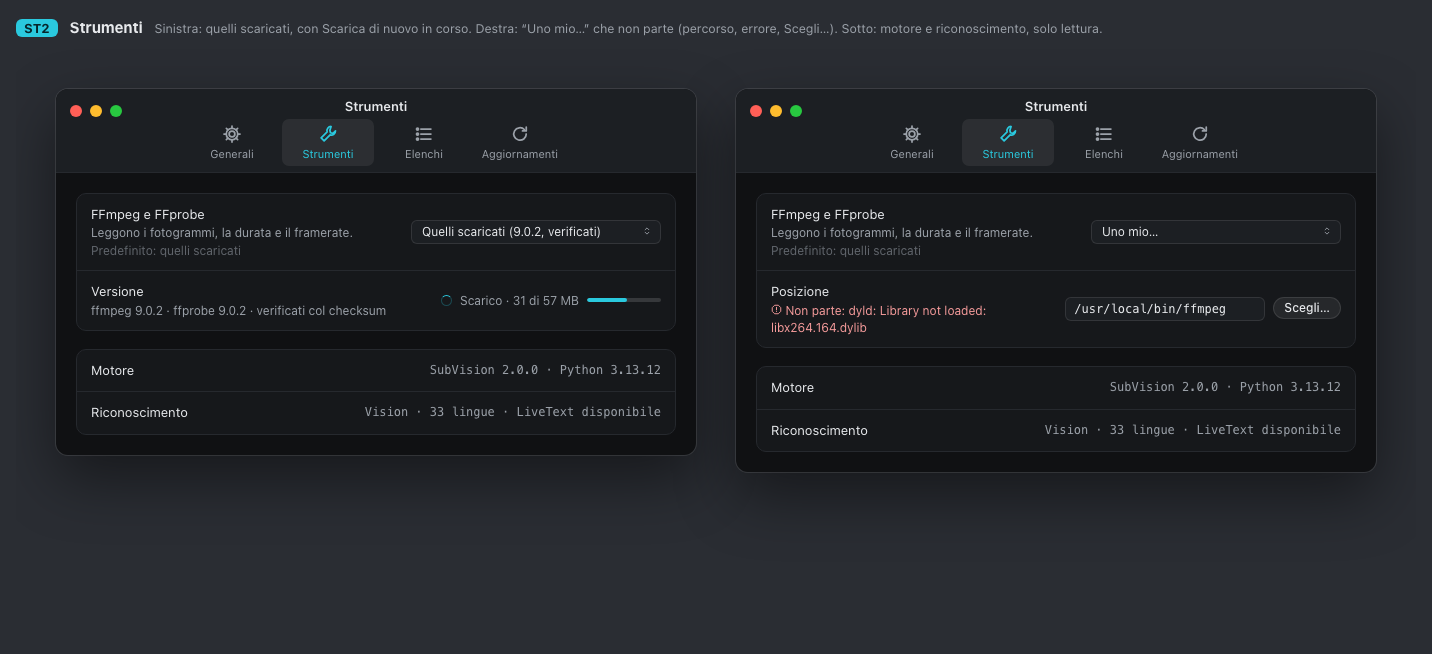 ST2 Strumenti Sinistra: quelli scaricati, con Scarica di nuovo in corso. Destra: “Uno mio…” che non parte (percorso, errore, Scegli…). Sotto: motore e riconoscimento, solo lettura.
Strumenti
Generali Strumenti Elenchi Aggiornamenti
FFmpeg e FFprobe
Leggono i fotogrammi, la durata e il framerate.
Predefinito: quelli scaricati
Quelli scaricati (9.0.2, verificati)
Versione
ffmpeg 9.0.2 · ffprobe 9.0.2 · verificati col checksum
Scarico · 31 di 57 MB
Motore SubVision 2.0.0 · Python 3.13.12
Riconoscimento Vision · 33 lingue · LiveText disponibile
Strumenti
Generali Strumenti Elenchi Aggiornamenti
FFmpeg e FFprobe
Leggono i fotogrammi, la durata e il framerate.
Predefinito: quelli scaricati
Uno mio…
Posizione
Non parte: dyld: Library not loaded:
libx264.164.dylib
/usr/local/bin/ffmpeg Scegli…
Motore SubVision 2.0.0 · Python 3.13.12
Riconoscimento Vision · 33 lingue · LiveText disponibile